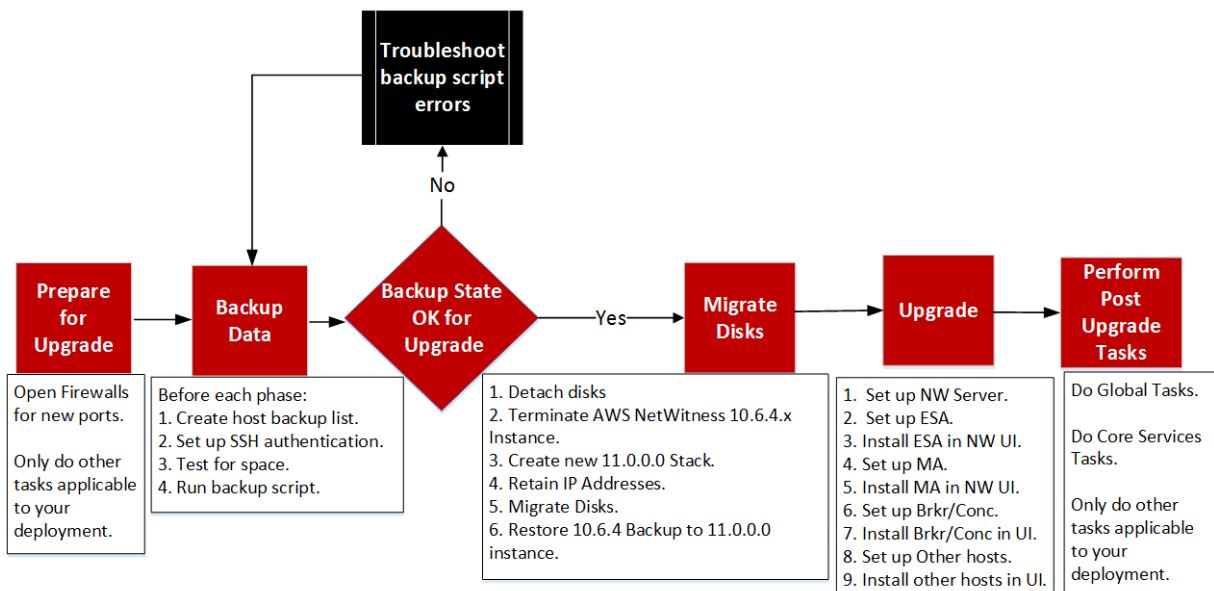 Troubleshoot
backup script
errors
No
Prepare
for
Upgrade
Backup
Data
Backup State
OK for
Upgrade
Yes
Migrate
Disks
Upgrade
Perform
Post
Upgrade
Tasks
Open Firewalls
for new ports.
Only do other
tasks applicable
to your
deployment.
Before each phase:
1. Create host backup list.
2. Set up SSH authentication.
3. Test for space.
4. Run backup script.
1. Detach disks
2. Terminate AWS NetWitness 10.6.4.x
Instance.
3. Create new 11.0.0.0 Stack.
4. Retain IP Addresses.
5. Migrate Disks.
6. Restore 10.6.4 Backup to 11.0.0.0
instance.
1. Set up NW Server.
2. Set up ESA.
3. Install ESA in NW UI.
4. Set up MA.
5. Install MA in NW UI.
6. Set up Brkr/Conc.
7. Install Brkr/Conc in UI.
8. Set up Other hosts.
9. Install other hosts in UI.
Do Global Tasks.
Do Core Services
Tasks.
Only do other
tasks applicable
to your
deployment.